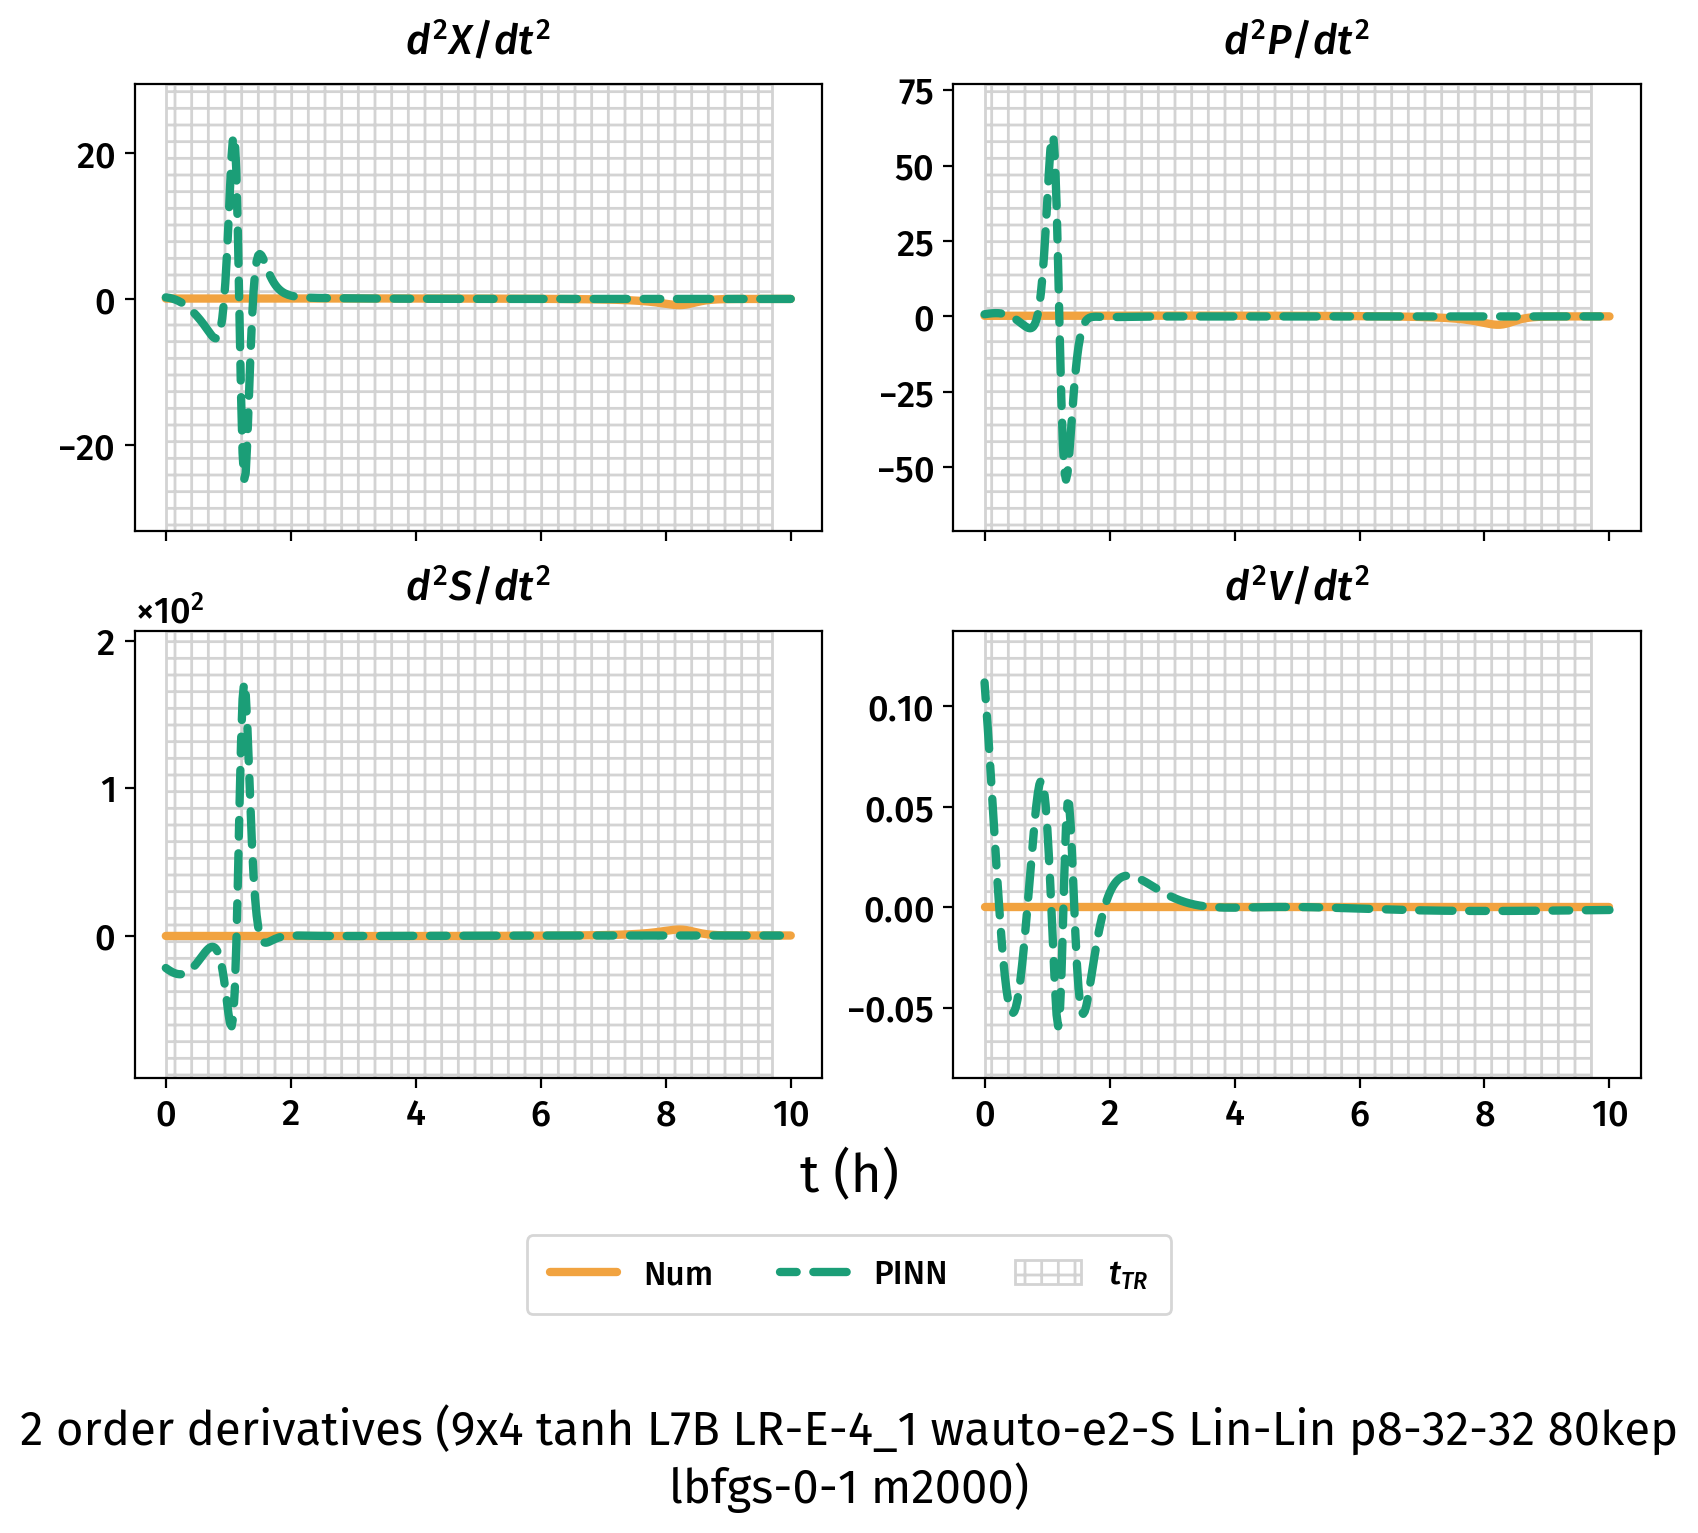 d²X/dt²
d²P/dt²
20
0
−20
75
50
25
0
−25
−50
d²S/dt²
d²V/dt²
×10²
2
1
0
0.10
0.05
0.00
−0.05
0 2 4 6 8 10
0 2 4 6 8 10
t (h)
Num PINN t_TR
2 order derivatives (9x4 tanh L7B LR-E-4_1 wauto-e2-S Lin-Lin p8-32-32 80kep
lbfgs-0-1 m2000)